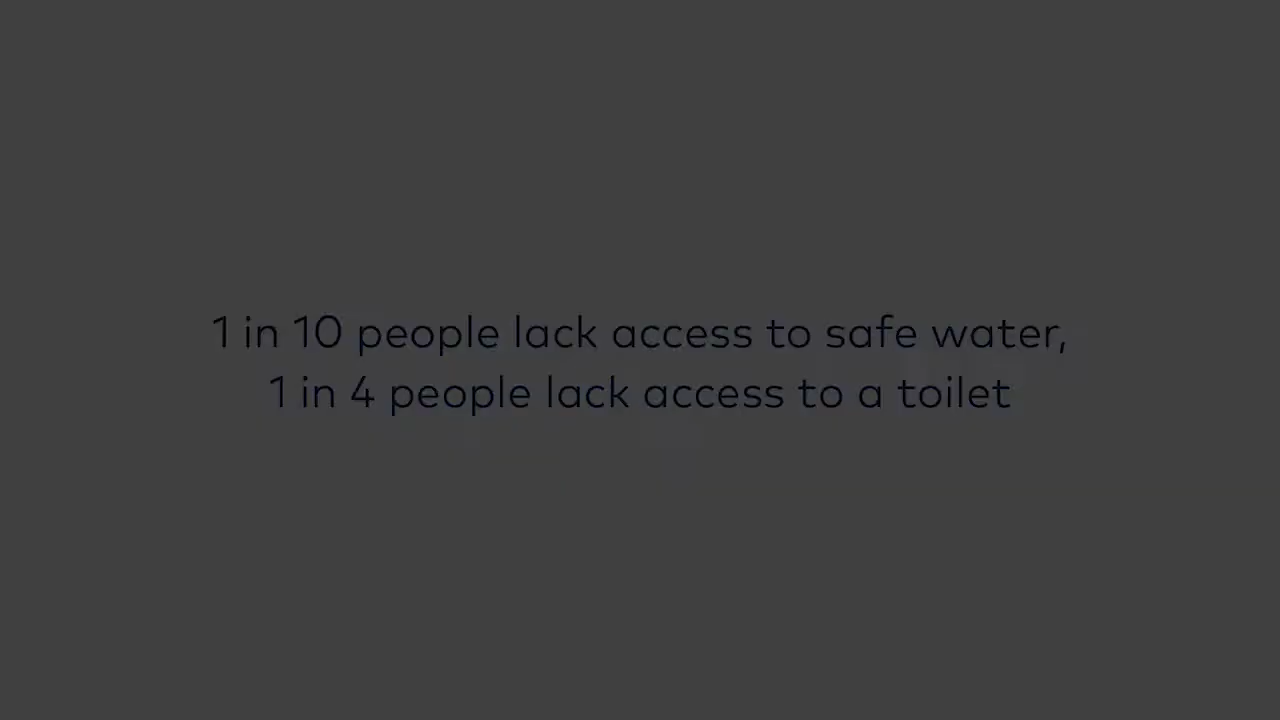 1 in 10 people lack access to safe water,
1 in 4 people lack access to a toilet